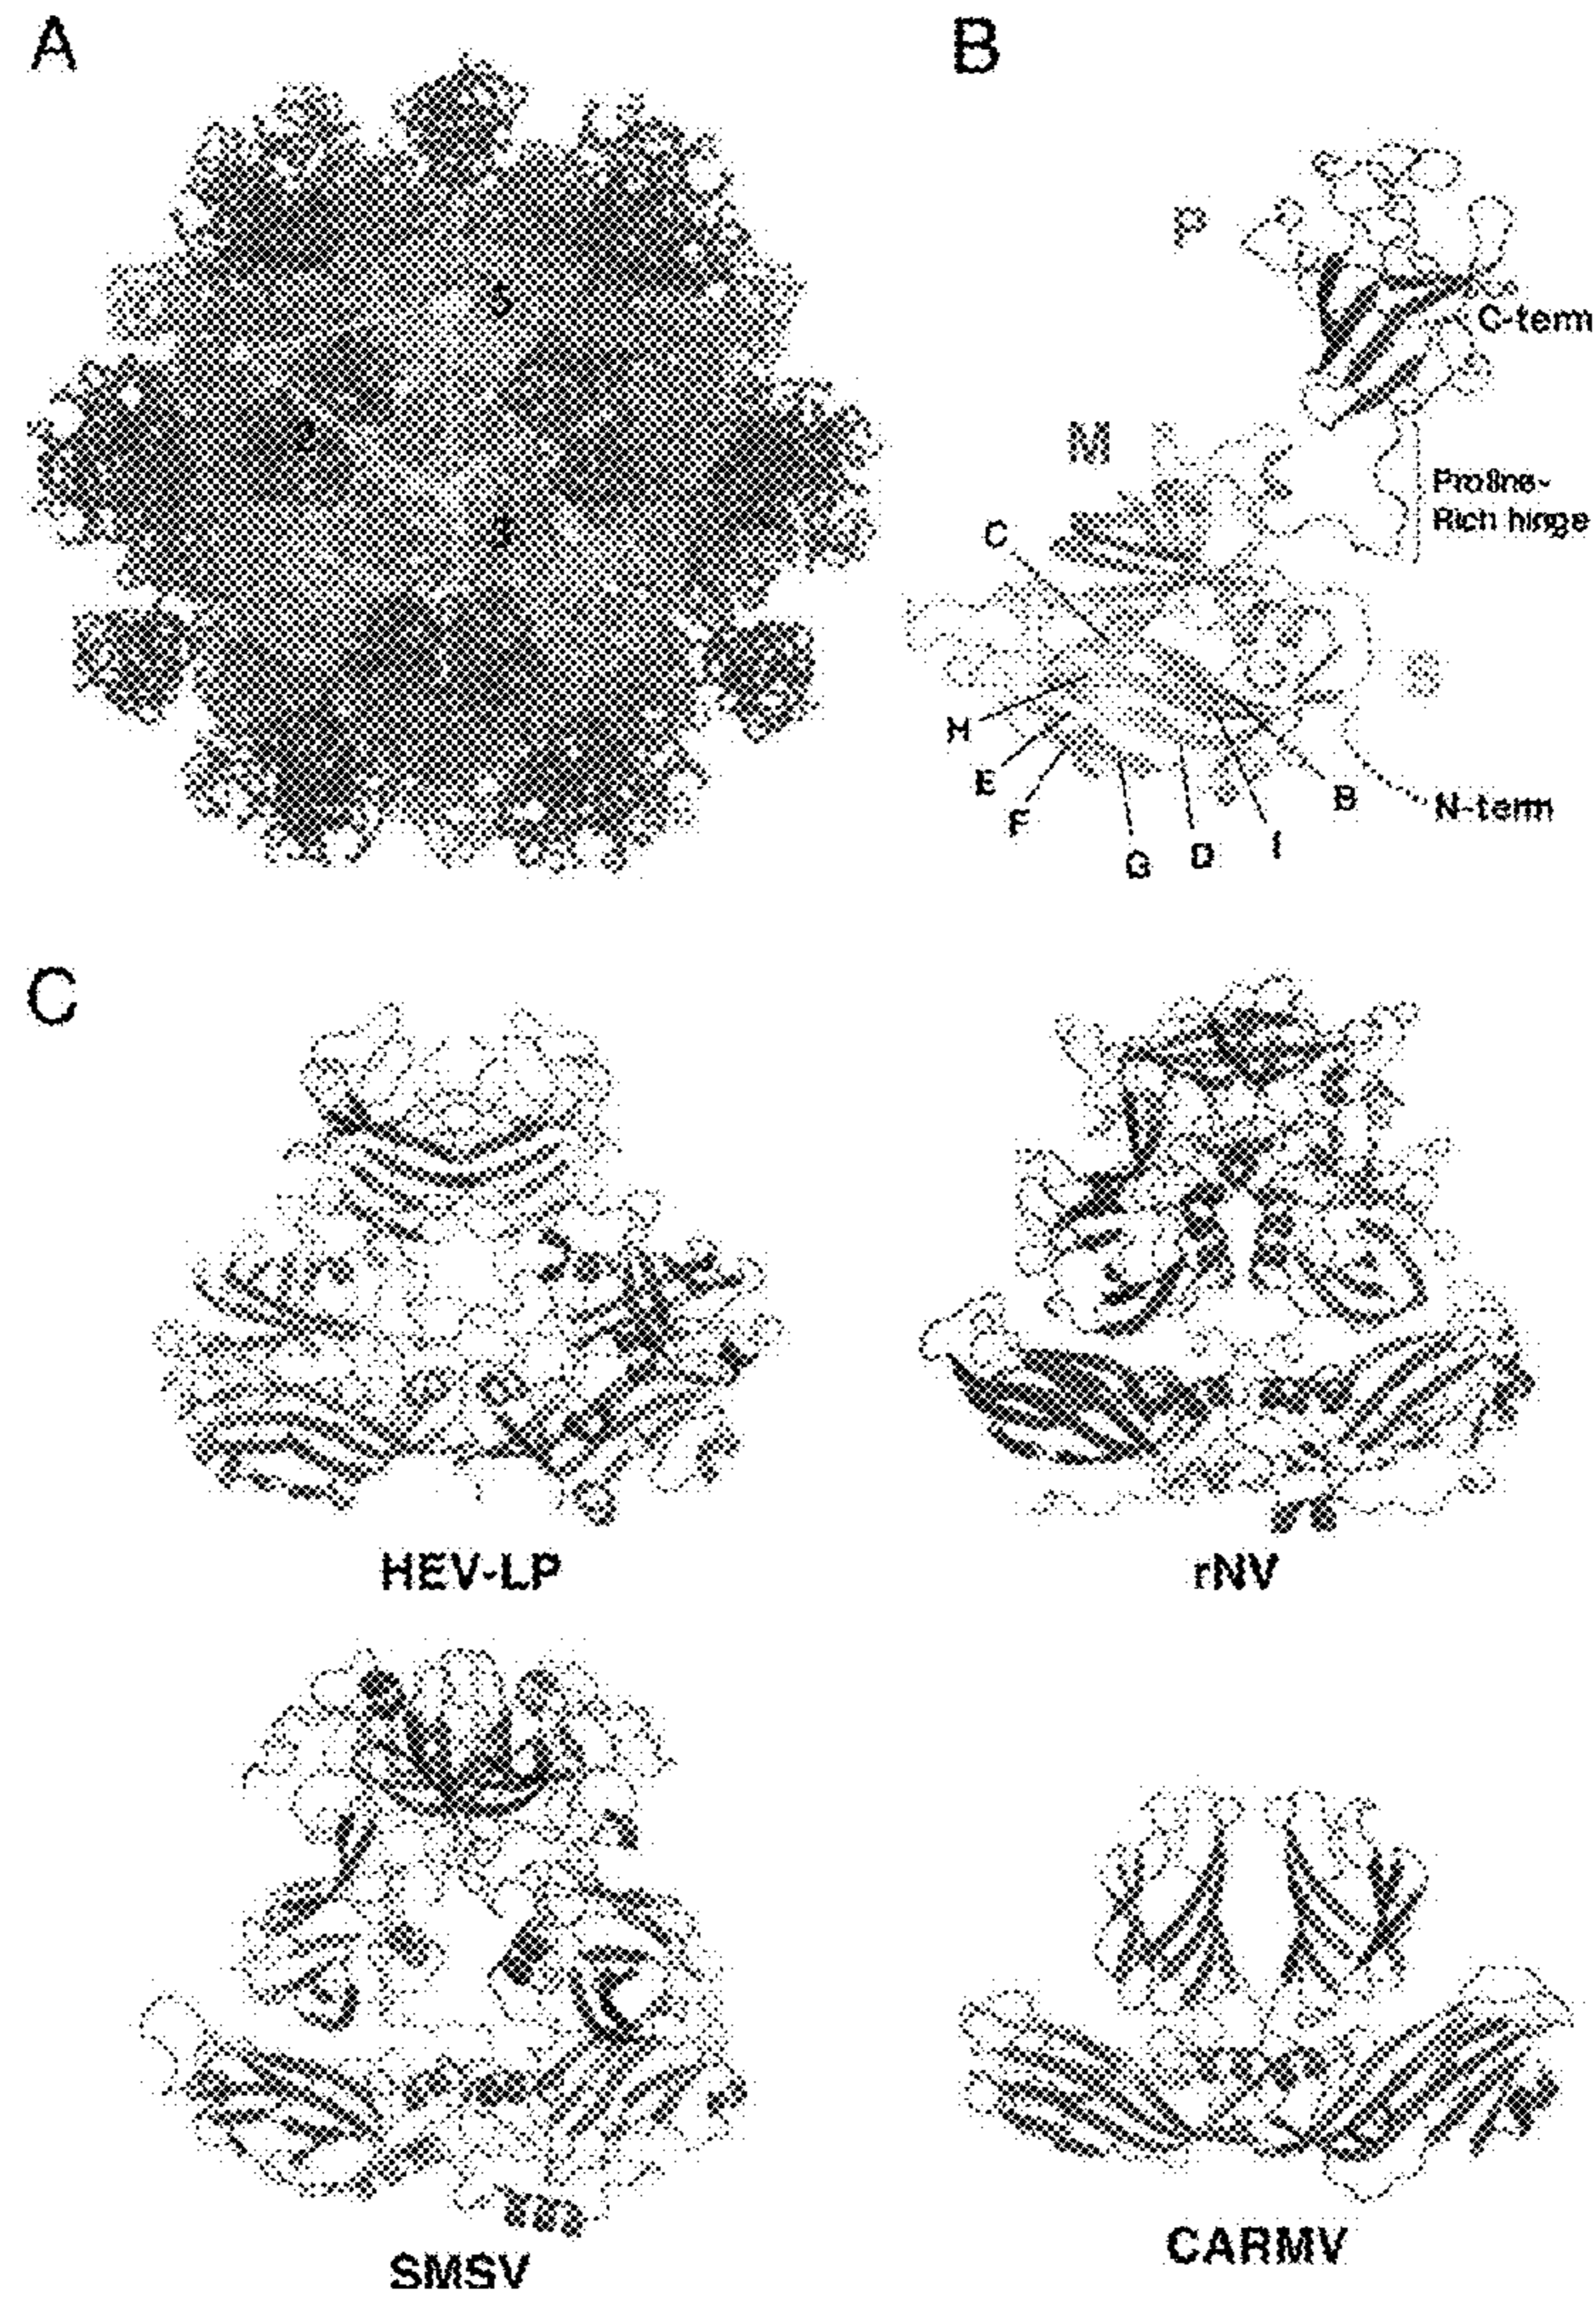 A
B
5
3
2
P
C-term
M
Proline-
Rich hinge
C
H
E
F
G
D
I
B
N-term
C
HEV-LP
rNV
SMSV
CARMV